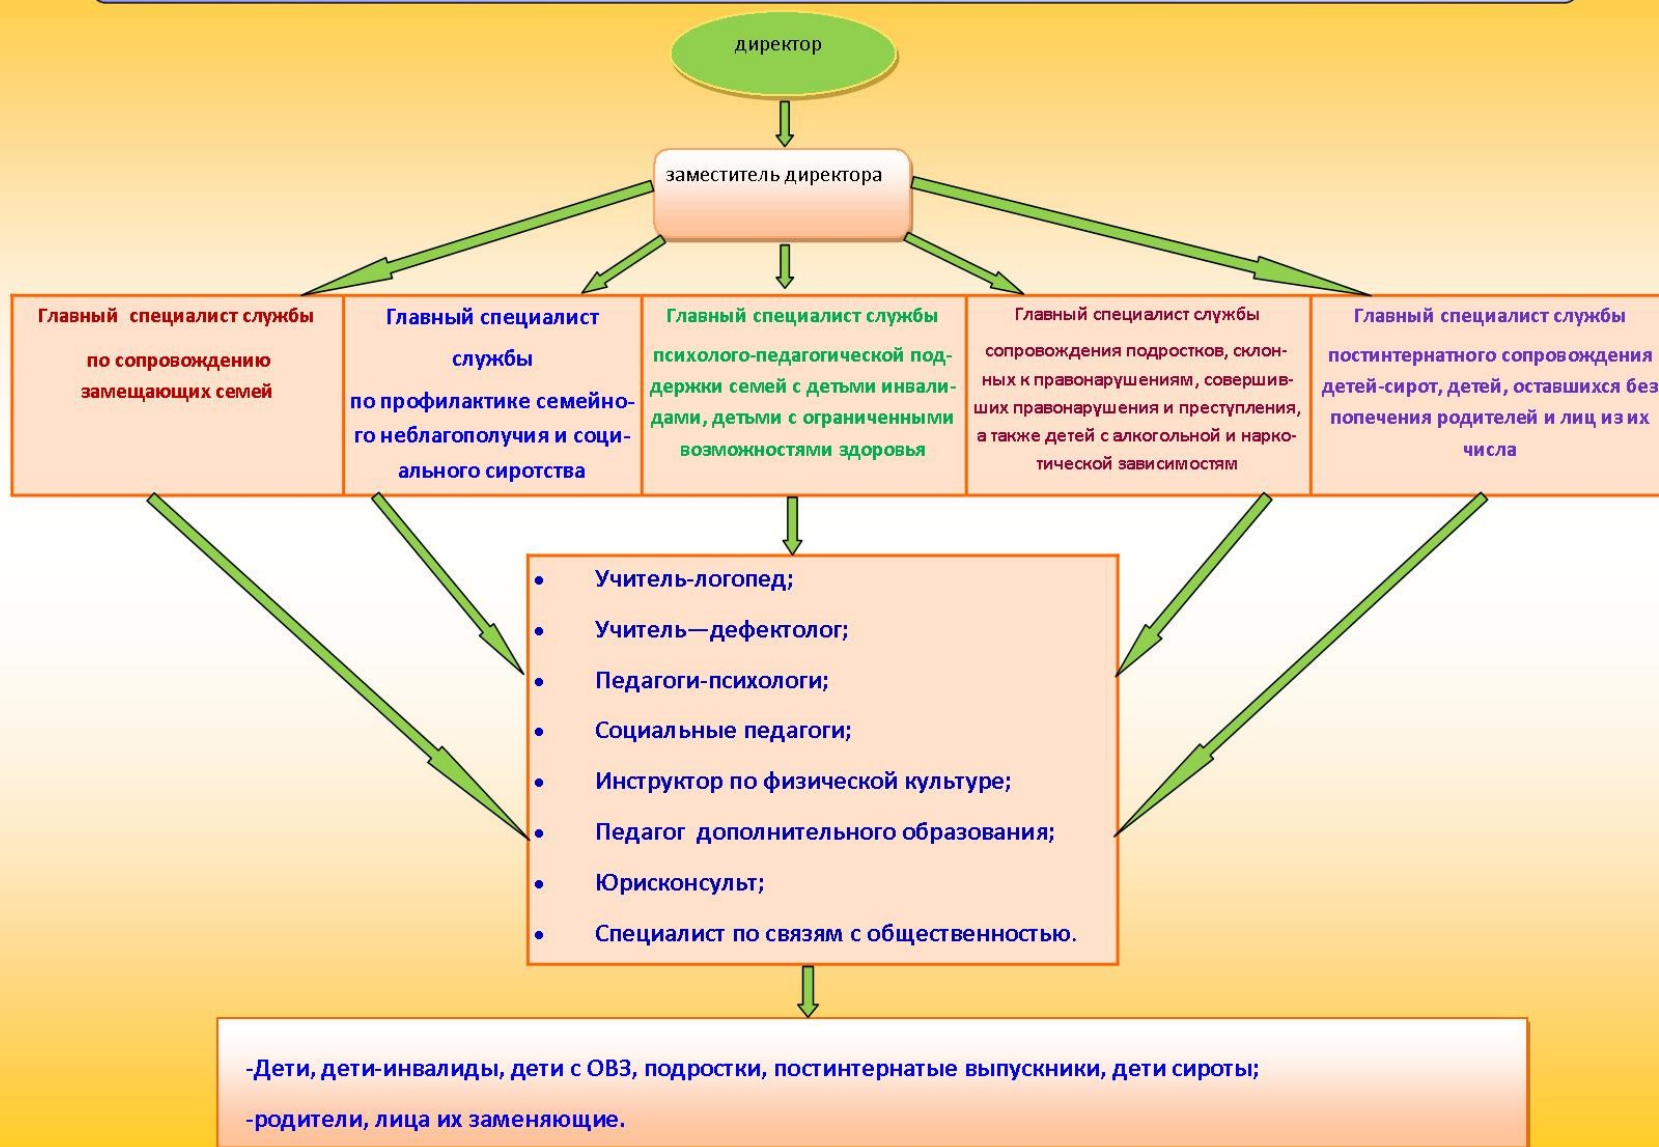 директор
заместитель директора
Главный специалист службы
по сопровождению
замещающих семей
Главный специалист
службы
по профилактике семейно-
го неблагополучия и соци-
ального сиротства
Главный специалист службы
психолого-педагогической под-
держки семей с детьми инвали-
дами, детьми с ограниченными
возможностями здоровья
Главный специалист службы
сопровождения подростков, склон-
ных к правонарушениям, совершив-
ших правонарушения и преступления,
а также детей с алкогольной и нарко-
тической зависимостям
Главный специалист службы
постинтернатного сопровождения
детей-сирот, детей, оставшихся без
попечения родителей и лиц из их
числа
• Учитель-логопед;
• Учитель—дефектолог;
• Педагоги-психологи;
• Социальные педагоги;
• Инструктор по физической культуре;
• Педагог дополнительного образования;
• Юрисконсульт;
• Специалист по связям с общественностью.
-Дети, дети-инвалиды, дети с ОВЗ, подростки, постинтернатые выпускники, дети сироты;
-родители, лица их заменяющие.